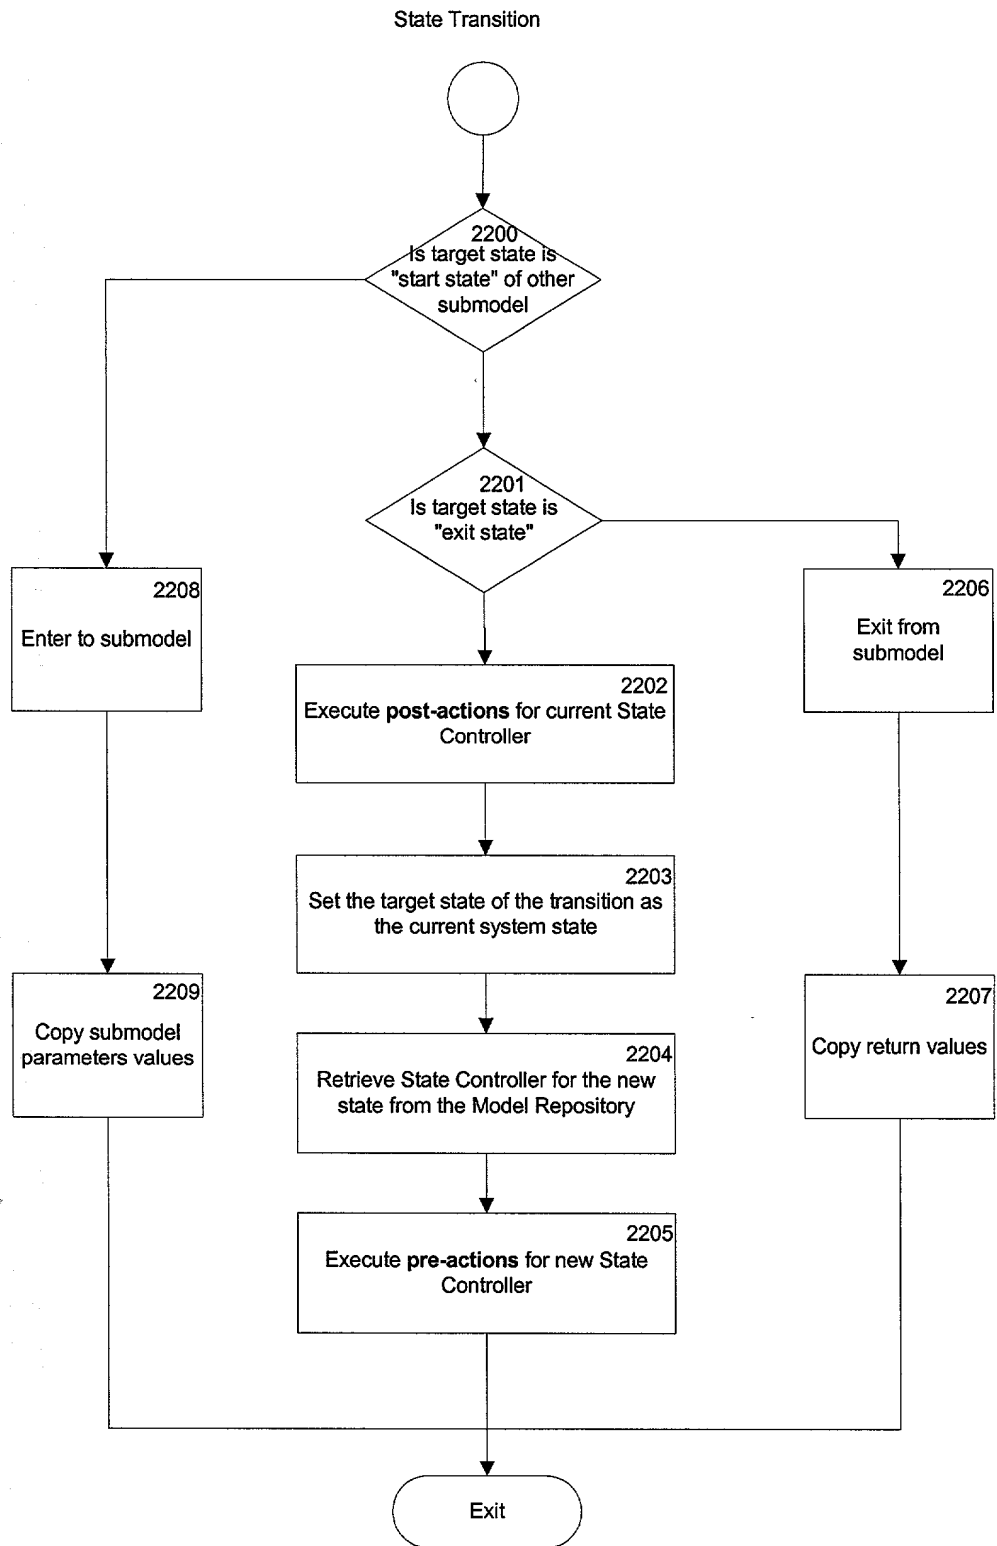 State Transition
2200
Is target state is
"start state" of other
submodel
2201
Is target state is
"exit state"
2208
Enter to submodel
2206
Exit from
submodel
2202
Execute post-actions for current State
Controller
2203
Set the target state of the transition as
the current system state
2209
Copy submodel
parameters values
2207
Copy return values
2204
Retrieve State Controller for the new
state from the Model Repository
2205
Execute pre-actions for new State
Controller
Exit